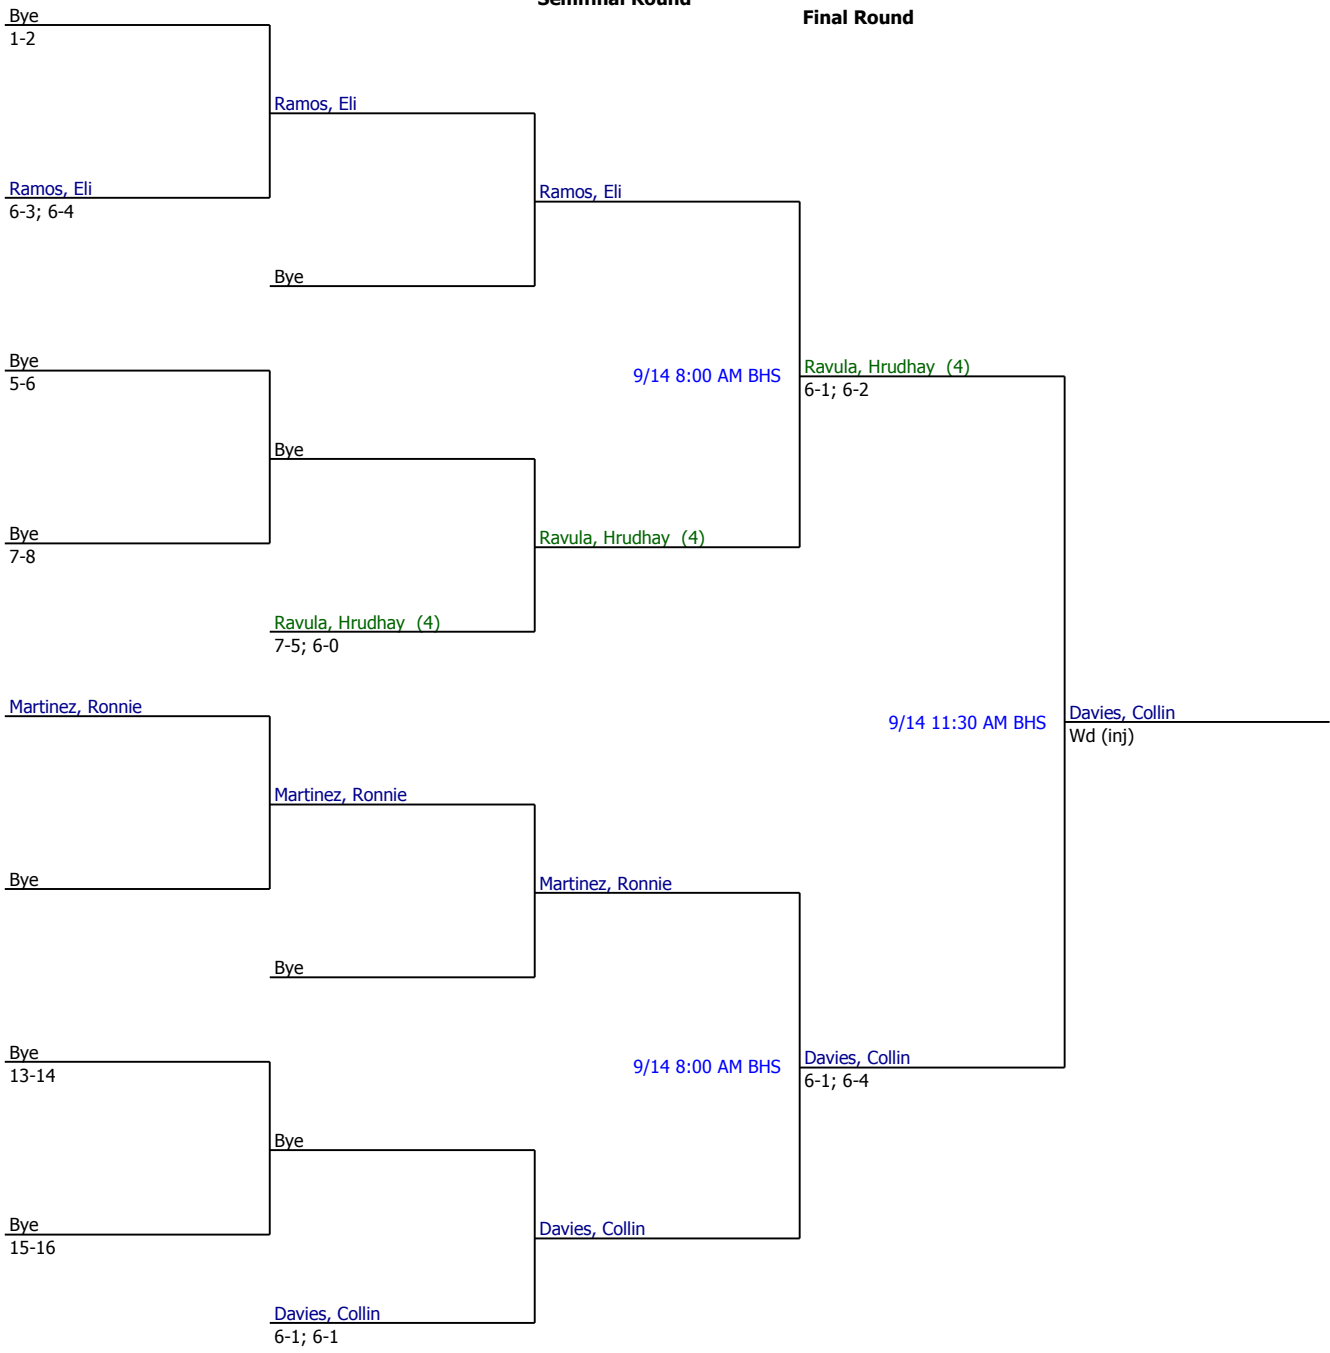 Semifinal Round
Final Round
Bye
1-2
Ramos, Eli
Ramos, Eli
6-3; 6-4
Ramos, Eli
Bye
Bye
5-6
9/14 8:00 AM BHS
Ravula, Hrudhay (4)
6-1; 6-2
Bye
Bye
7-8
Ravula, Hrudhay (4)
Ravula, Hrudhay (4)
7-5; 6-0
Martinez, Ronnie
9/14 11:30 AM BHS
Davies, Collin
Wd (inj)
Martinez, Ronnie
Bye
Martinez, Ronnie
Bye
Bye
13-14
9/14 8:00 AM BHS
Davies, Collin
6-1; 6-4
Bye
Bye
15-16
Davies, Collin
Davies, Collin
6-1; 6-1